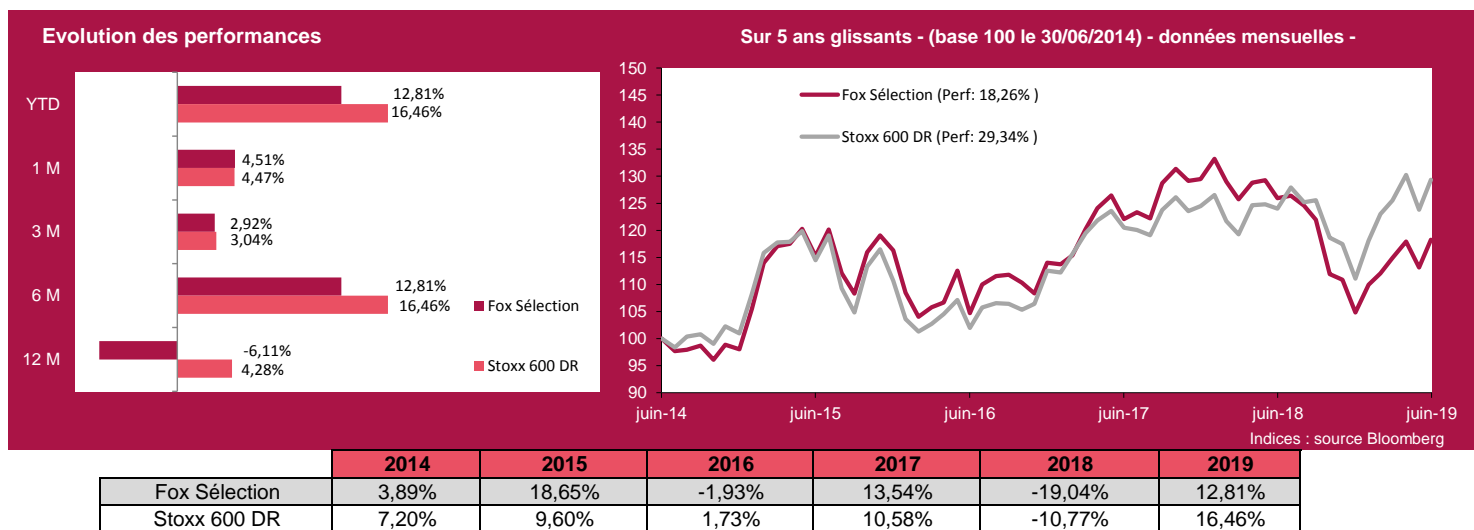 Evolution des performances
YTD
12,81%
16,46%
1 M
4,51%
4,47%
3 M
2,92%
3,04%
6 M
12,81%
16,46%
12 M
-6,11%
4,28%
Fox Sélection
Stoxx 600 DR
Sur 5 ans glissants - (base 100 le 30/06/2014) - données mensuelles -
150
145
140
135
130
125
120
115
110
105
100
95
90
Fox Sélection (Perf: 18,26% )
Stoxx 600 DR (Perf: 29,34% )
juin-14 juin-15 juin-16 juin-17 juin-18 juin-19
Indices : source Bloomberg
2014 2015 2016 2017 2018 2019
Fox Sélection 3,89% 18,65% -1,93% 13,54% -19,04% 12,81%
Stoxx 600 DR 7,20% 9,60% 1,73% 10,58% -10,77% 16,46%